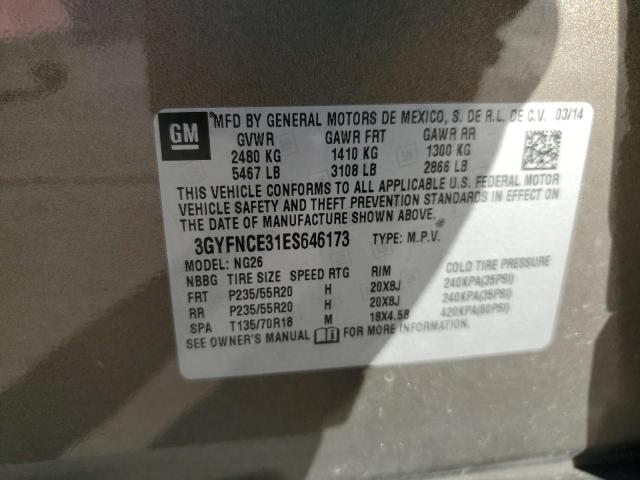 GM
®MFD BY GENERAL MOTORS DE MEXICO, S. DE R.L. DE C.V. 03/14
GVWR GAWR FRT GAWR RR
2480 KG 1410 KG 1300 KG
5467 LB 3108 LB 2866 LB
THIS VEHICLE CONFORMS TO ALL APPLICABLE U.S. FEDERAL MOTOR
VEHICLE SAFETY AND THEFT PREVENTION STANDARDS IN EFFECT ON
THE DATE OF MANUFACTURE SHOWN ABOVE.
3GYFNCE31ES646173 TYPE: M.P.V.
MODEL: NG26
NBBG TIRE SIZE SPEED RTG RIM COLD TIRE PRESSURE
FRT P235/55R20 H 20X8J 240KPA(35PSI)
RR P235/55R20 H 20X8J 240KPA(35PSI)
SPA T135/70R18 M 18X4.5B 420KPA(60PSI)
SEE OWNER'S MANUAL FOR MORE INFORMATION.